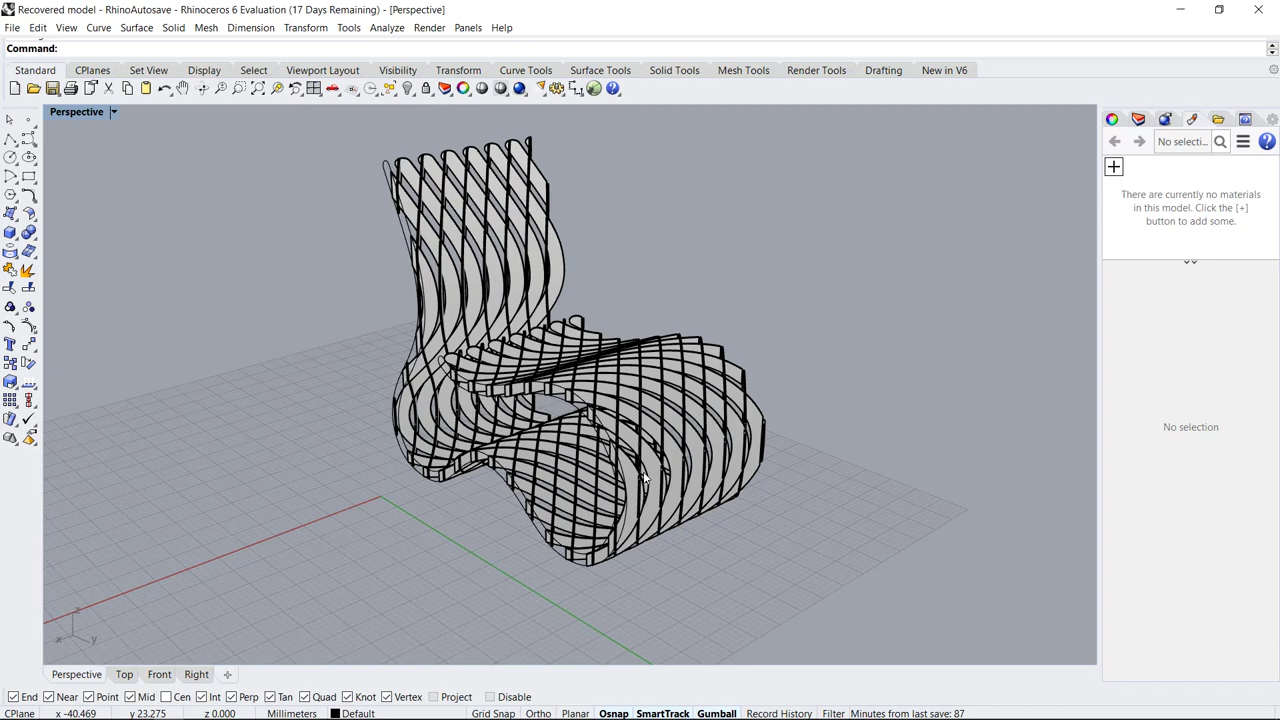 Recovered model - RhinoAutosave - Rhinoceros 6 Evaluation (17 Days Remaining) - [Perspective]
File Edit View Curve Surface Solid Mesh Dimension Transform Tools Analyze Render Panels Help
Command:
Standard CPlanes Set View Display Select Viewport Layout Visibility Transform Curve Tools Surface Tools Solid Tools Mesh Tools Render Tools Drafting New in V6
Perspective
No selecti...
There are currently no materials
in this model. Click the [+]
button to add some.
No selection
z
x y
Perspective Top Front Right
End Near Point Mid Cen Int Perp Tan Quad Knot Vertex Project Disable
CPlane x -40.469 y 23.275 z 0.000 Millimeters Default Grid Snap Ortho Planar Osnap SmartTrack Gumball Record History Filter Minutes from last save: 87